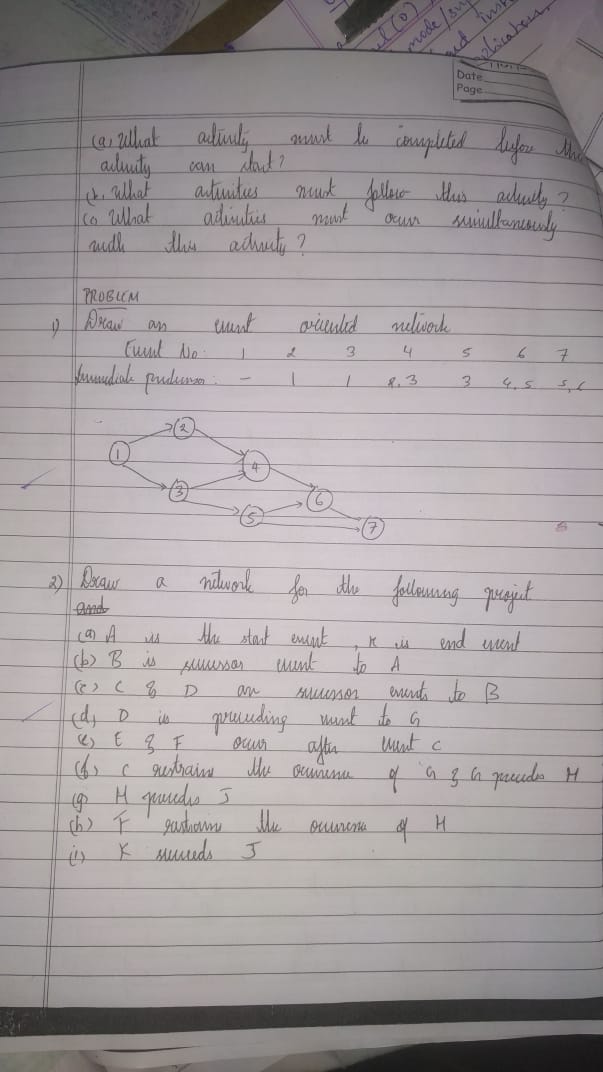 Date
Page
(a) What activity must be completed before the
activity can start?
(b) What activities must follow this activity?
(c) What activities must occur simultaneously
with this activity?
PROBLEM
1) Draw an event oriented network
Event No: 1 2 3 4 5 6 7
Immediate predecessor: - 1 1 2,3 3 4,5 5,6
1 2 3 4 5 6 7
2) Draw a network for the following project
and
(a) A is the start event, K is end event
(b) B is successor event to A
(c) C & D are successor events to B
(d) D is preceeding event to G
(e) E & F occur after event C
(f) C restrains the occurence of G & G precedes H
(g) H precedes J
(h) F restrains the occurence of H
(i) K succeeds J